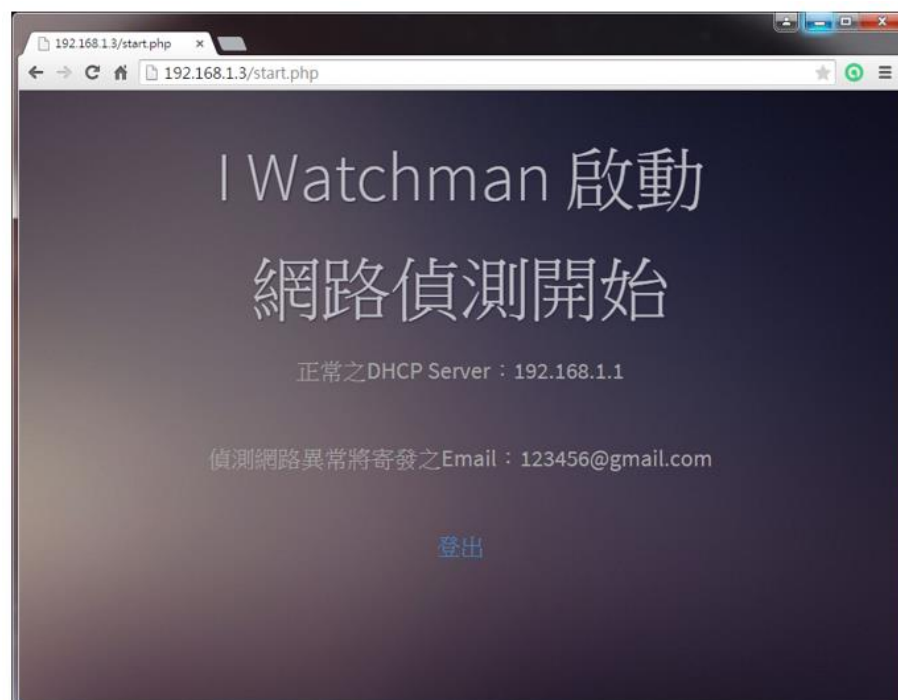 192.168.1.3/start.php
192.168.1.3/start.php
I Watchman 啟動
網路偵測開始
正常之DHCP Server：192.168.1.1
偵測網路異常將寄發之Email：123456@gmail.com
登出